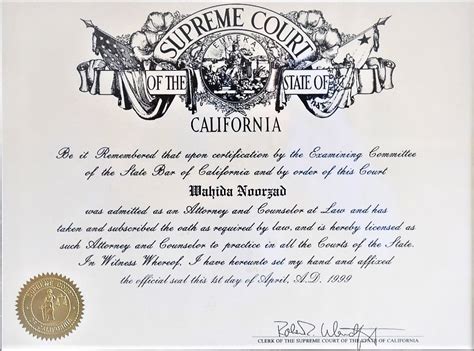 SUPREME COURT
EUREKA
OF THE STATE OF
CALIFORNIA
Be it Remembered that upon certification by the Examining Committee
of the State Bar of California and by order of this Court
Wahida Noorzad
was admitted as an Attorney and Counselor at Law and has
taken and subscribed the oath as required by law, and is hereby licensed as
such Attorney and Counselor to practice in all the Courts of the State.
In Witness Whereof, I have hereunto set my hand and affixed
the official seal this 1st day of April, A.D. 1999
SUPREME COURT
CALIFORNIA
CLERK OF THE SUPREME COURT OF THE STATE OF CALIFORNIA